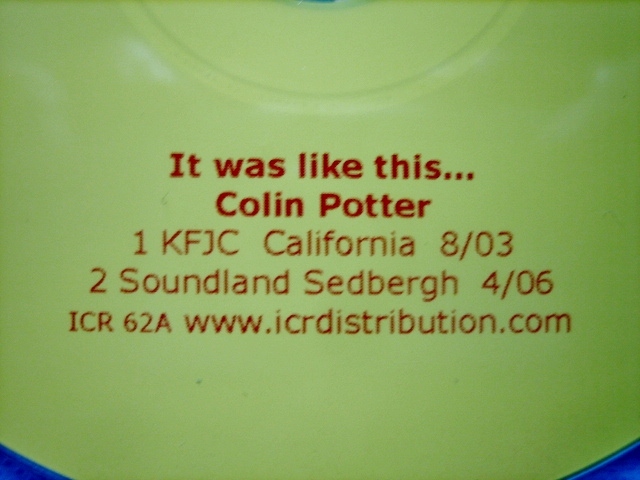 It was like this...
Colin Potter
1 KFJC California 8/03
2 Soundland Sedbergh 4/06
ICR 62A www.icrdistribution.com